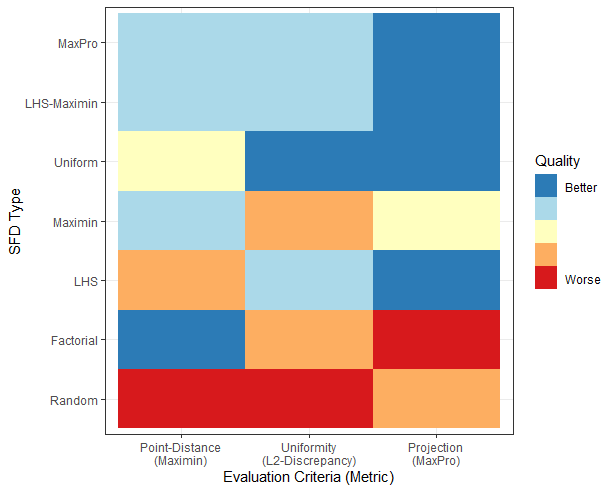 MaxPro
LHS-Maximin
Uniform
Maximin
LHS
Factorial
Random
SFD Type
Point-Distance
(Maximin)
Uniformity
(L2-Discrepancy)
Projection
(MaxPro)
Evaluation Criteria (Metric)
Quality
Better
Worse